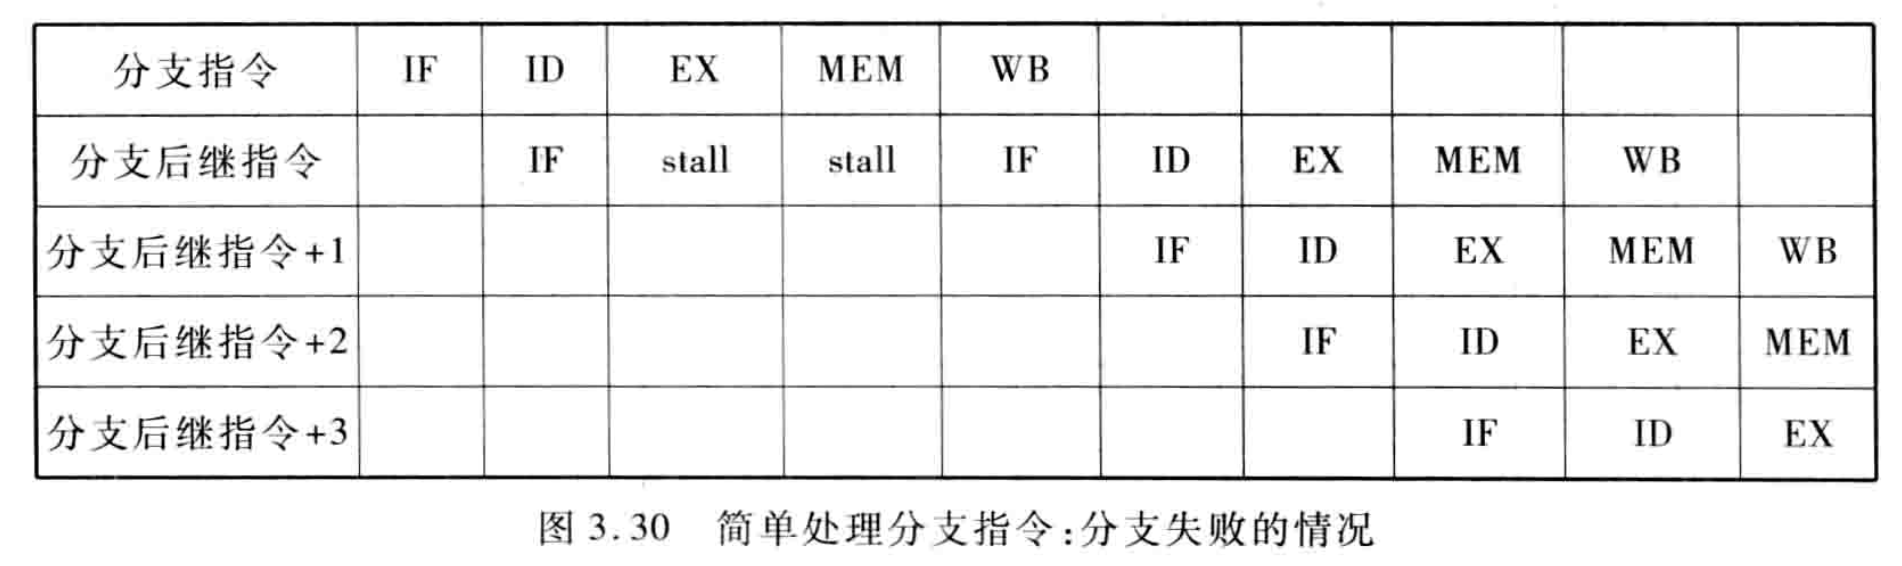 分支指令 IF ID EX MEM WB
分支后继指令 IF stall stall IF ID EX MEM WB
分支后继指令+1 IF ID EX MEM WB
分支后继指令+2 IF ID EX MEM
分支后继指令+3 IF ID EX
图 3.30 简单处理分支指令:分支失败的情况